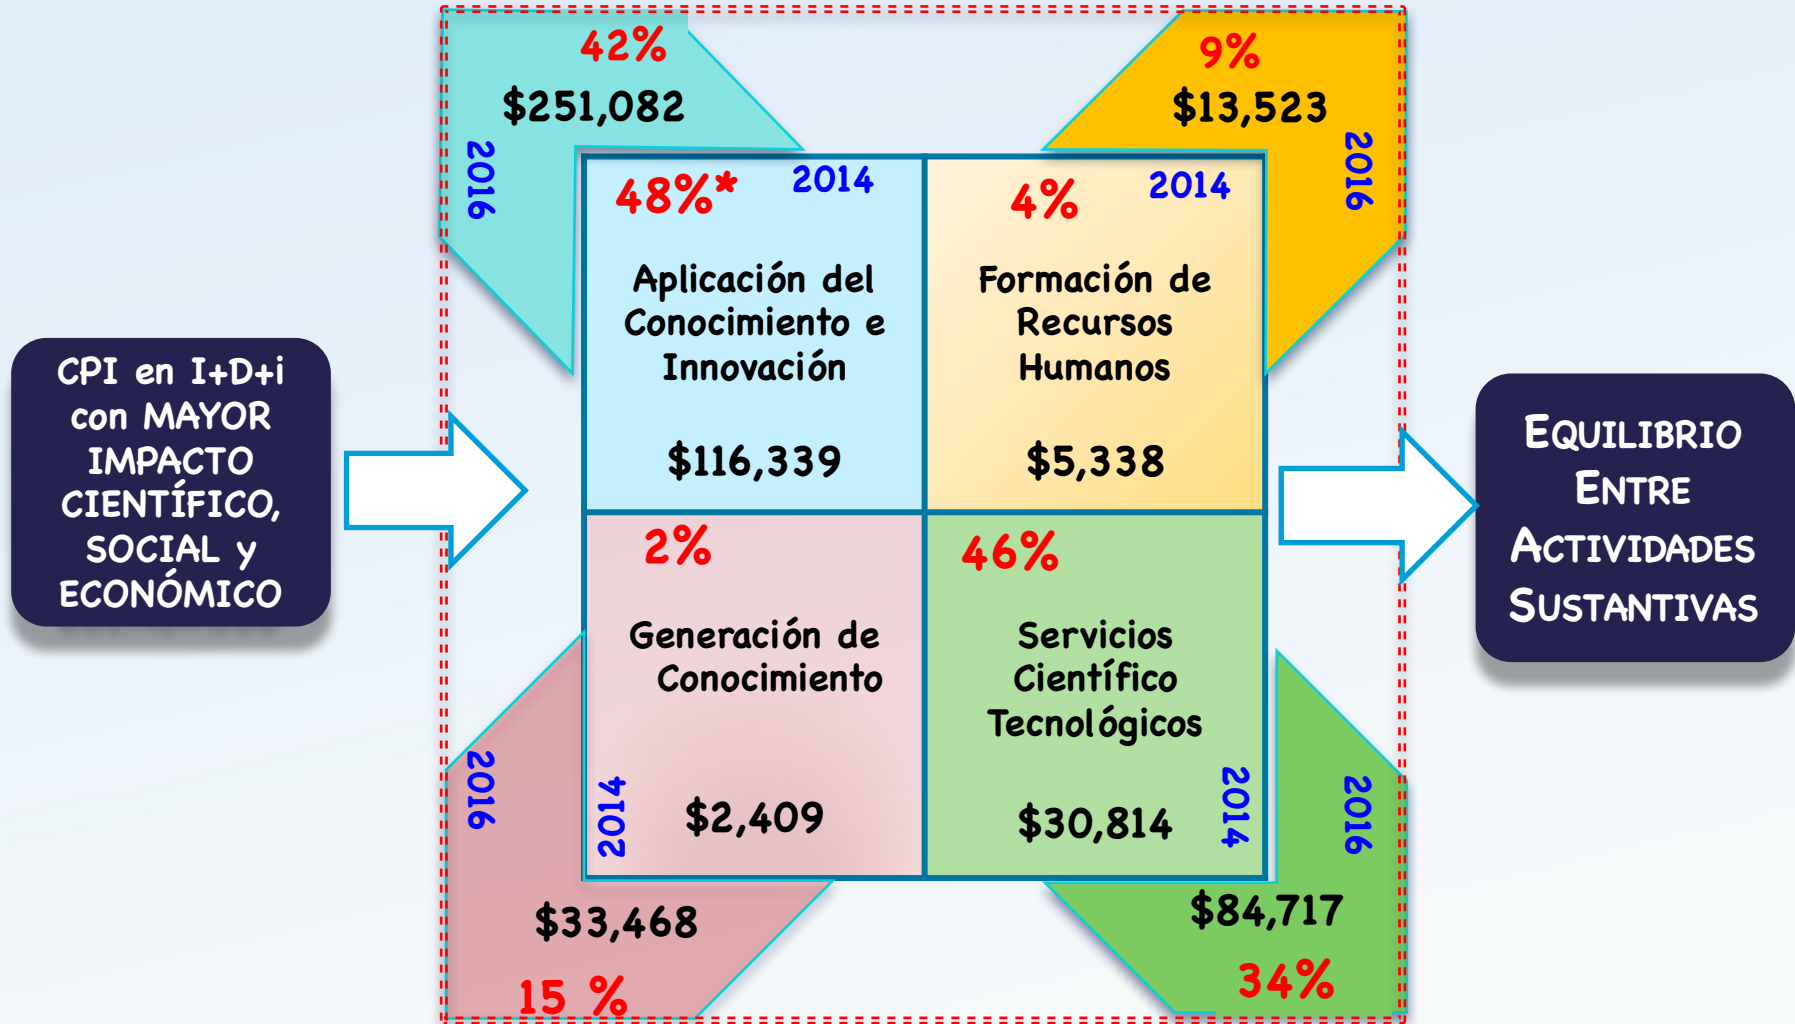 42%
$251,082
2016
9%
$13,523
2016
48%*
2014
Aplicación del
Conocimiento e
Innovación
$116,339
4%
2014
Formación de
Recursos
Humanos
$5,338
CPI en I+D+i
con MAYOR
IMPACTO
CIENTÍFICO,
SOCIAL y
ECONÓMICO
EQUILIBRIO
ENTRE
ACTIVIDADES
SUSTANTIVAS
2%
Generación de
Conocimiento
2014
$2,409
46%
Servicios
Científico
Tecnológicos
$30,814
2014
2016
$33,468
15 %
2016
$84,717
34%